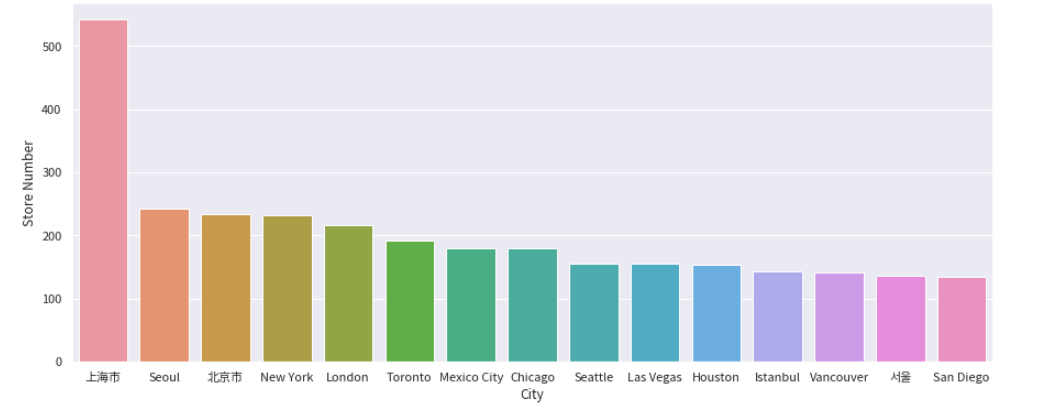 500
400
300
200
100
0
Store Number
上海市 Seoul 北京市 New York London Toronto Mexico City Chicago Seattle Las Vegas Houston Istanbul Vancouver 서울 San Diego
City